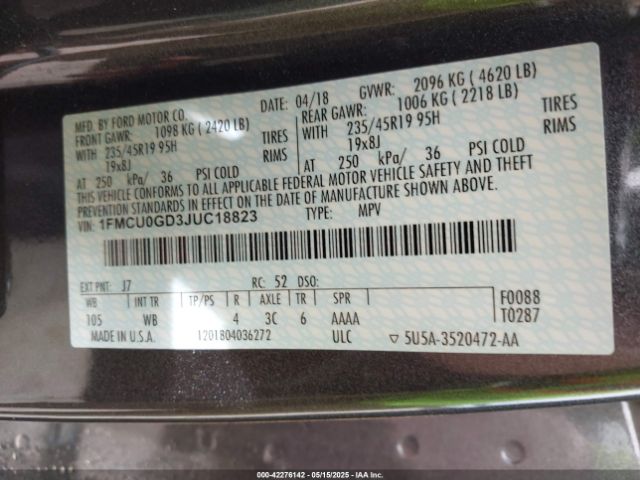 MFD. BY FORD MOTOR CO.
DATE: 04/18 GVWR: 2096 KG ( 4620 LB)
FRONT GAWR: 1098 KG ( 2420 LB) REAR GAWR: 1006 KG ( 2218 LB)
WITH 235/45R19 95H TIRES WITH 235/45R19 95H TIRES
19x8J RIMS 19x8J RIMS
AT 250 kPa/ 36 PSI COLD AT 250 kPa/ 36 PSI COLD
THIS VEHICLE CONFORMS TO ALL APPLICABLE FEDERAL MOTOR VEHICLE SAFETY AND THEFT
PREVENTION STANDARDS IN EFFECT ON THE DATE OF MANUFACTURE SHOWN ABOVE.
VIN: 1FMCU0GD3JUC18823 TYPE: MPV
EXT PNT: J7 RC: 52 DSO:
WB INT TR TP/PS R AXLE TR SPR F0088
105 WB 4 3C 6 AAAA T0287
MADE IN U.S.A. 1201804036272 ULC ▽ 5U5A-3520472-AA
000-42276142 - 05/15/2025 - IAA Inc.